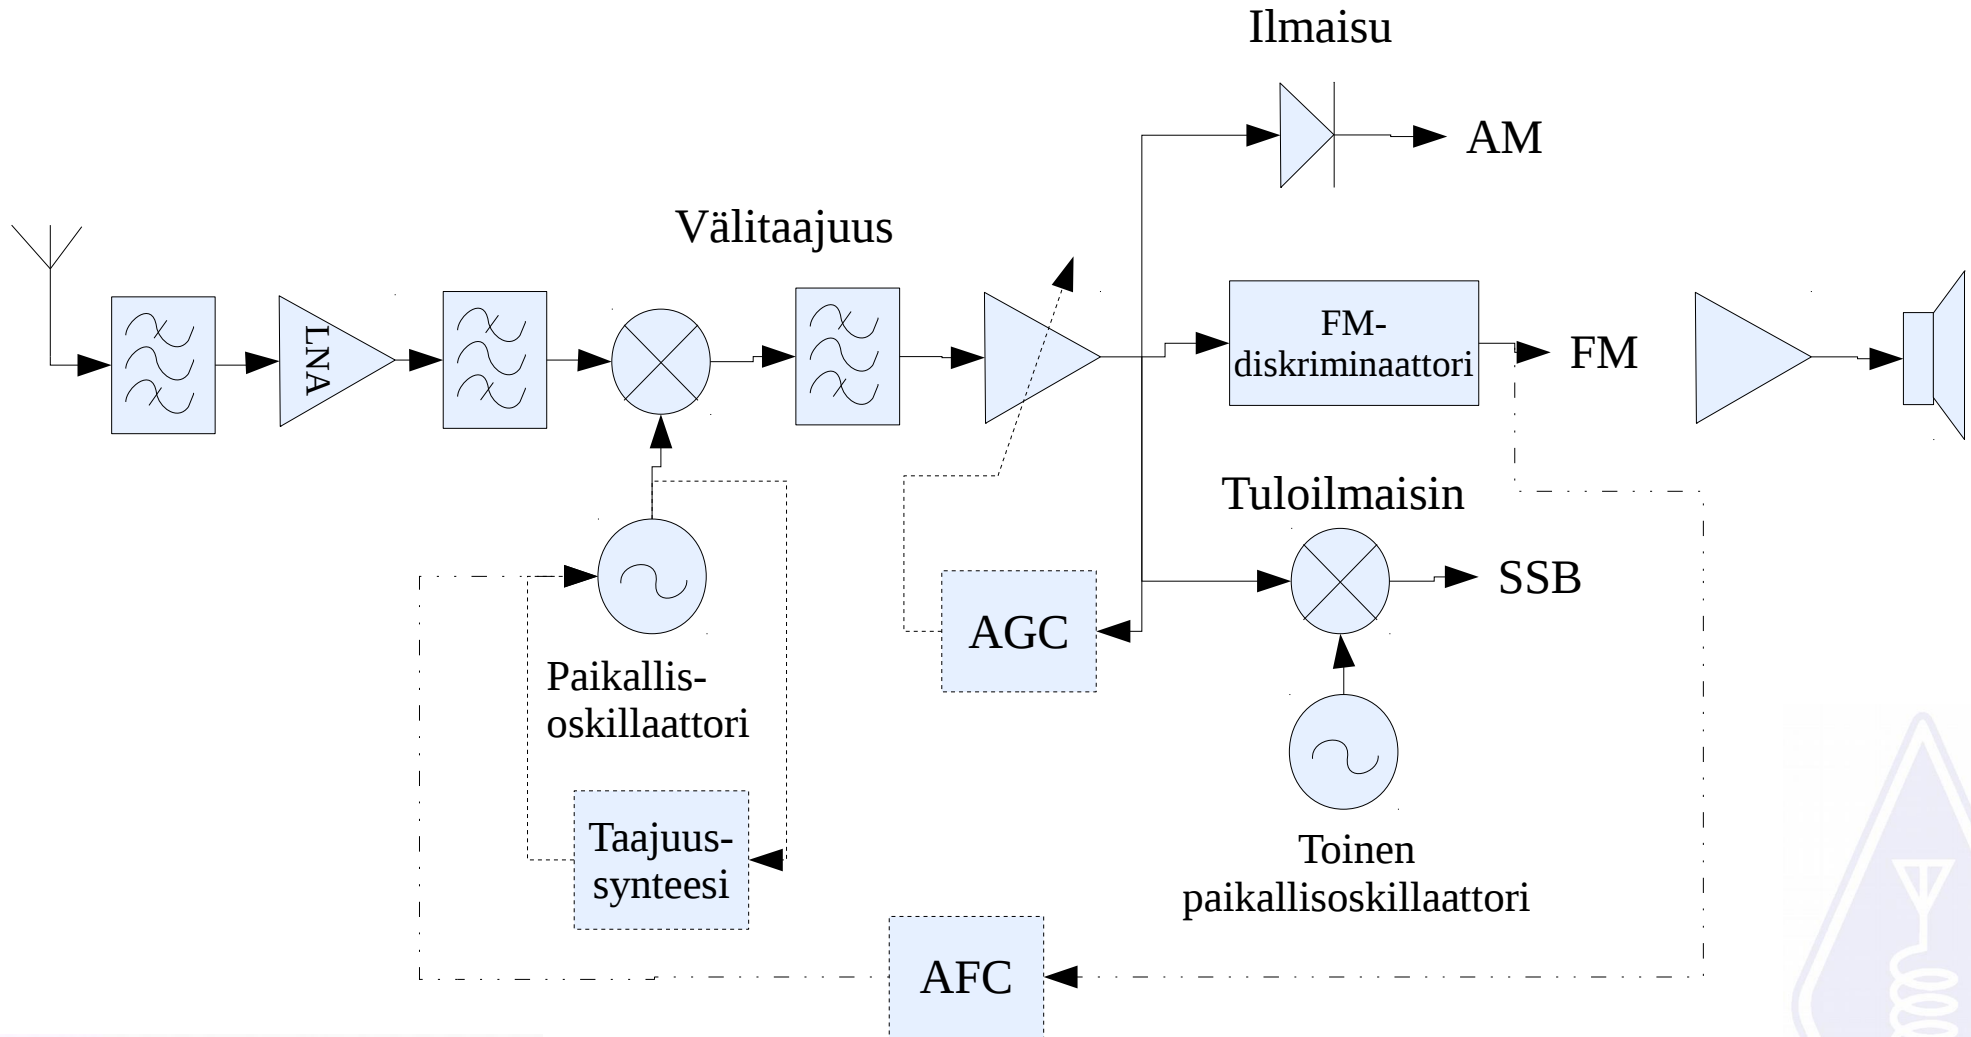 Ilmaisu
AM
Välitaajuus
LNA
FM-
diskriminaattori
FM
Tuloilmaisin
SSB
AGC
Paikallis-
oskillaattori
Taajuus-
synteesi
Toinen
paikallisoskillaattori
AFC